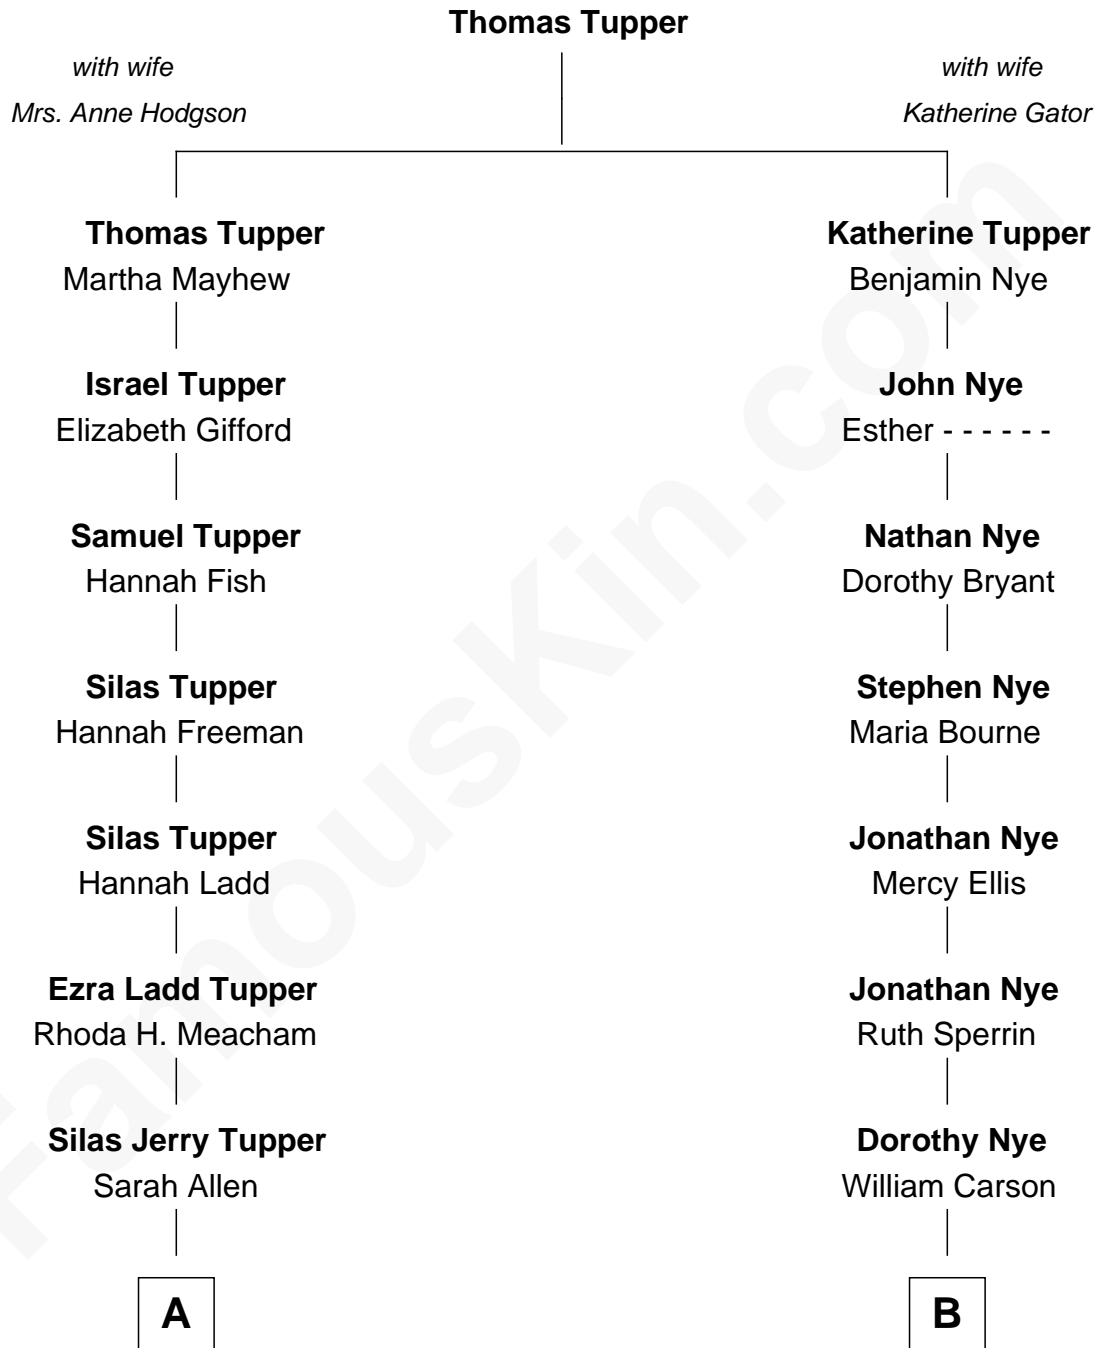 Thomas Tupper
with wife
Mrs. Anne Hodgson
with wife
Katherine Gator
Thomas Tupper
Martha Mayhew
Katherine Tupper
Benjamin Nye
Israel Tupper
Elizabeth Gifford
John Nye
Esther - - - - - -
Samuel Tupper
Hannah Fish
Nathan Nye
Dorothy Bryant
Silas Tupper
Hannah Freeman
Stephen Nye
Maria Bourne
Silas Tupper
Hannah Ladd
Jonathan Nye
Mercy Ellis
Ezra Ladd Tupper
Rhoda H. Meacham
Jonathan Nye
Ruth Sperrin
Silas Jerry Tupper
Sarah Allen
Dorothy Nye
William Carson
A
B
FamousKin.com